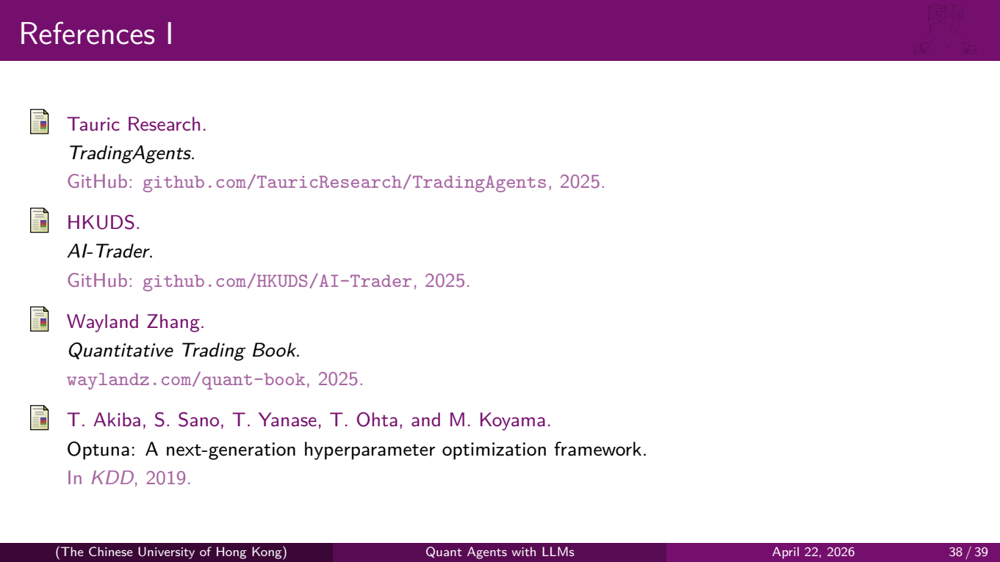 References I
Tauric Research.
TradingAgents.
GitHub: github.com/TauricResearch/TradingAgents, 2025.
HKUDS.
AI-Trader.
GitHub: github.com/HKUDS/AI-Trader, 2025.
Wayland Zhang.
Quantitative Trading Book.
waylandz.com/quant-book, 2025.
T. Akiba, S. Sano, T. Yanase, T. Ohta, and M. Koyama.
Optuna: A next-generation hyperparameter optimization framework.
In KDD, 2019.
(The Chinese University of Hong Kong) Quant Agents with LLMs April 22, 2026 38 / 39